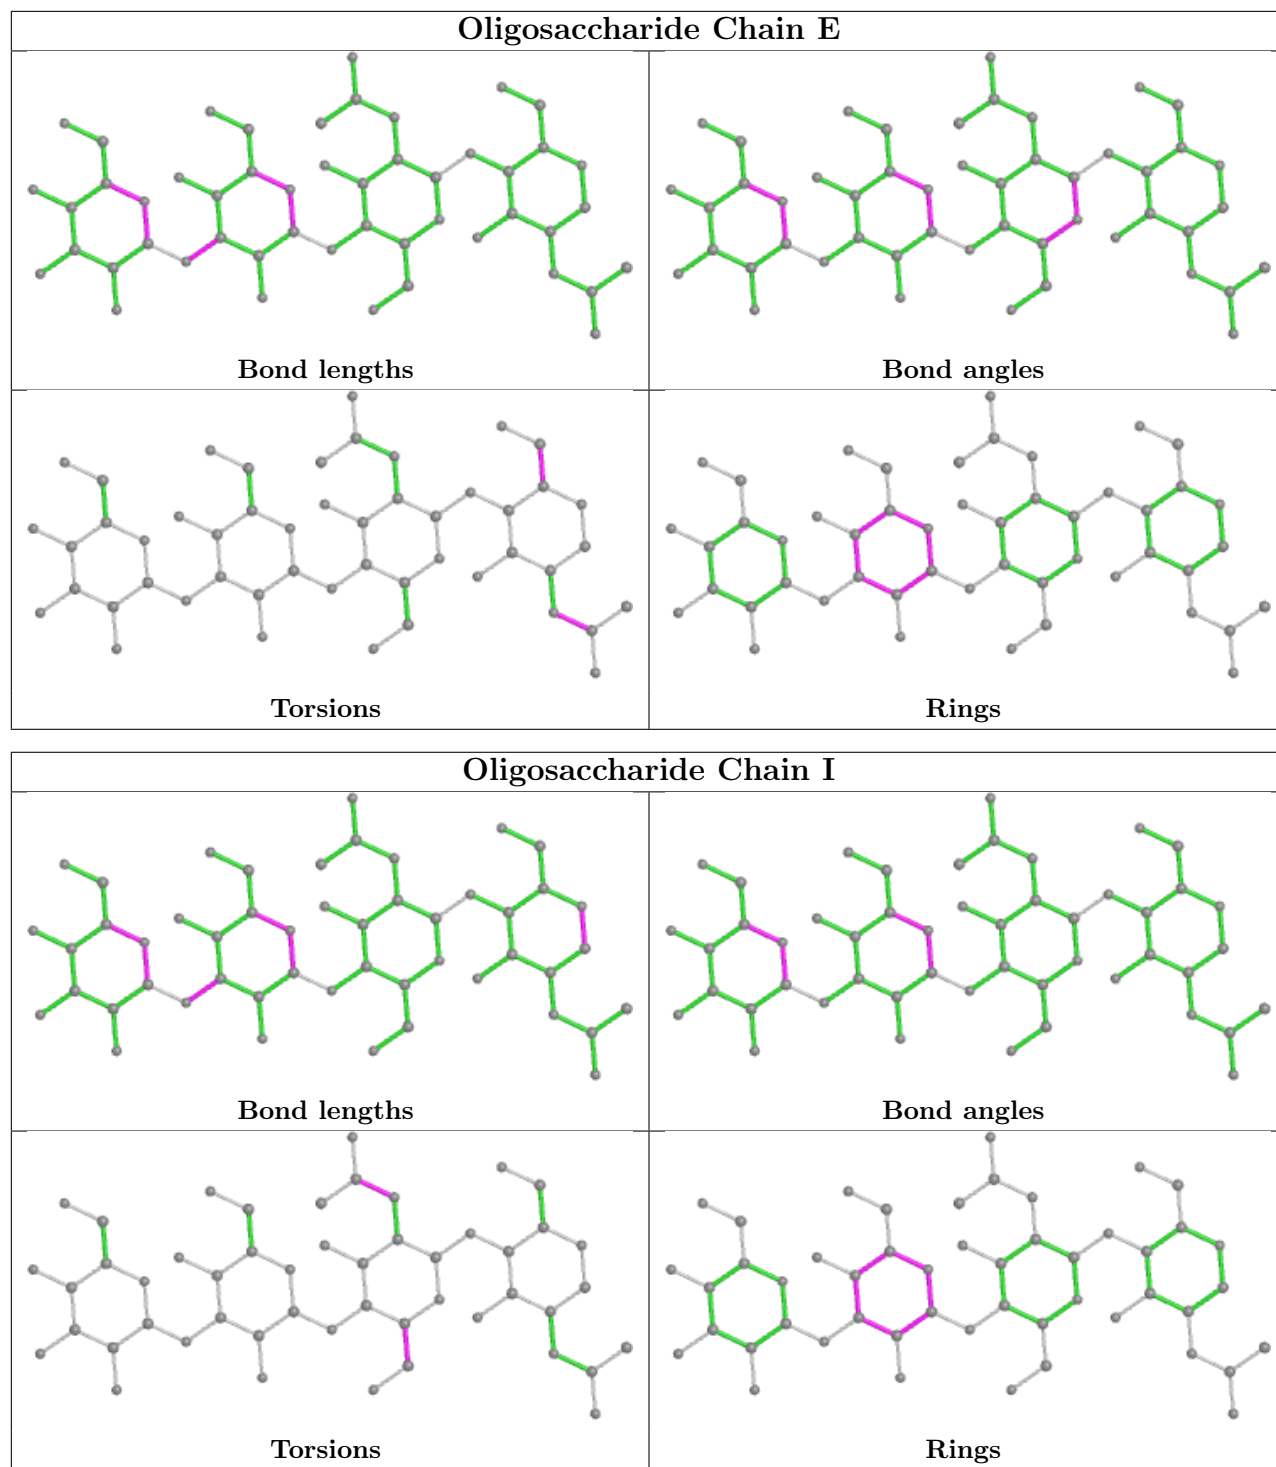 Oligosaccharide Chain E
Bond lengths
Bond angles
Torsions
Rings
Oligosaccharide Chain I
Bond lengths
Bond angles
Torsions
Rings